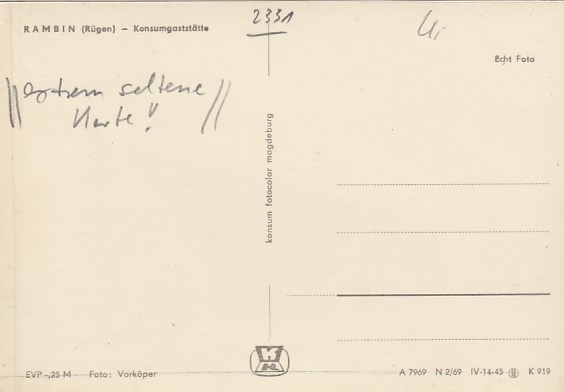 RAMBIN (Rügen) – Konsumgaststätte
2331
Echt Foto
extrem seltene
Karte!
konsum fotocolor magdeburg
EVP -,25 M Foto: Vorköper
A 7969 N 2/69 IV-14-45 K 919